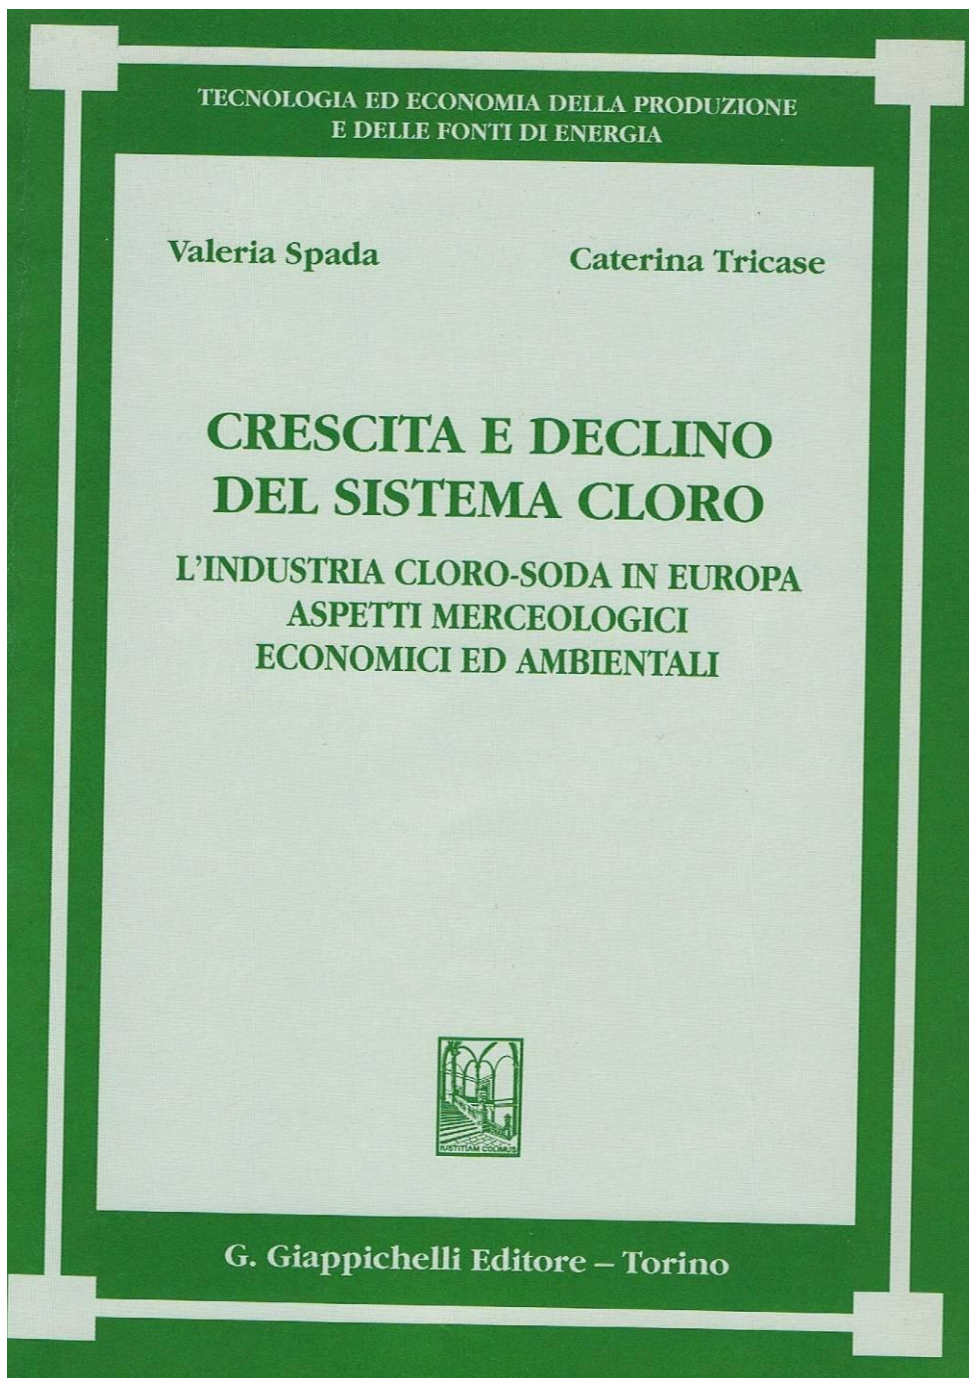 TECNOLOGIA ED ECONOMIA DELLA PRODUZIONE
E DELLE FONTI DI ENERGIA
Valeria Spada
Caterina Tricase
CRESCITA E DECLINO
DEL SISTEMA CLORO
L'INDUSTRIA CLORO-SODA IN EUROPA
ASPETTI MERCEOLOGICI
ECONOMICI ED AMBIENTALI
IUSTITIAM COLIMUS
G. Giappichelli Editore – Torino